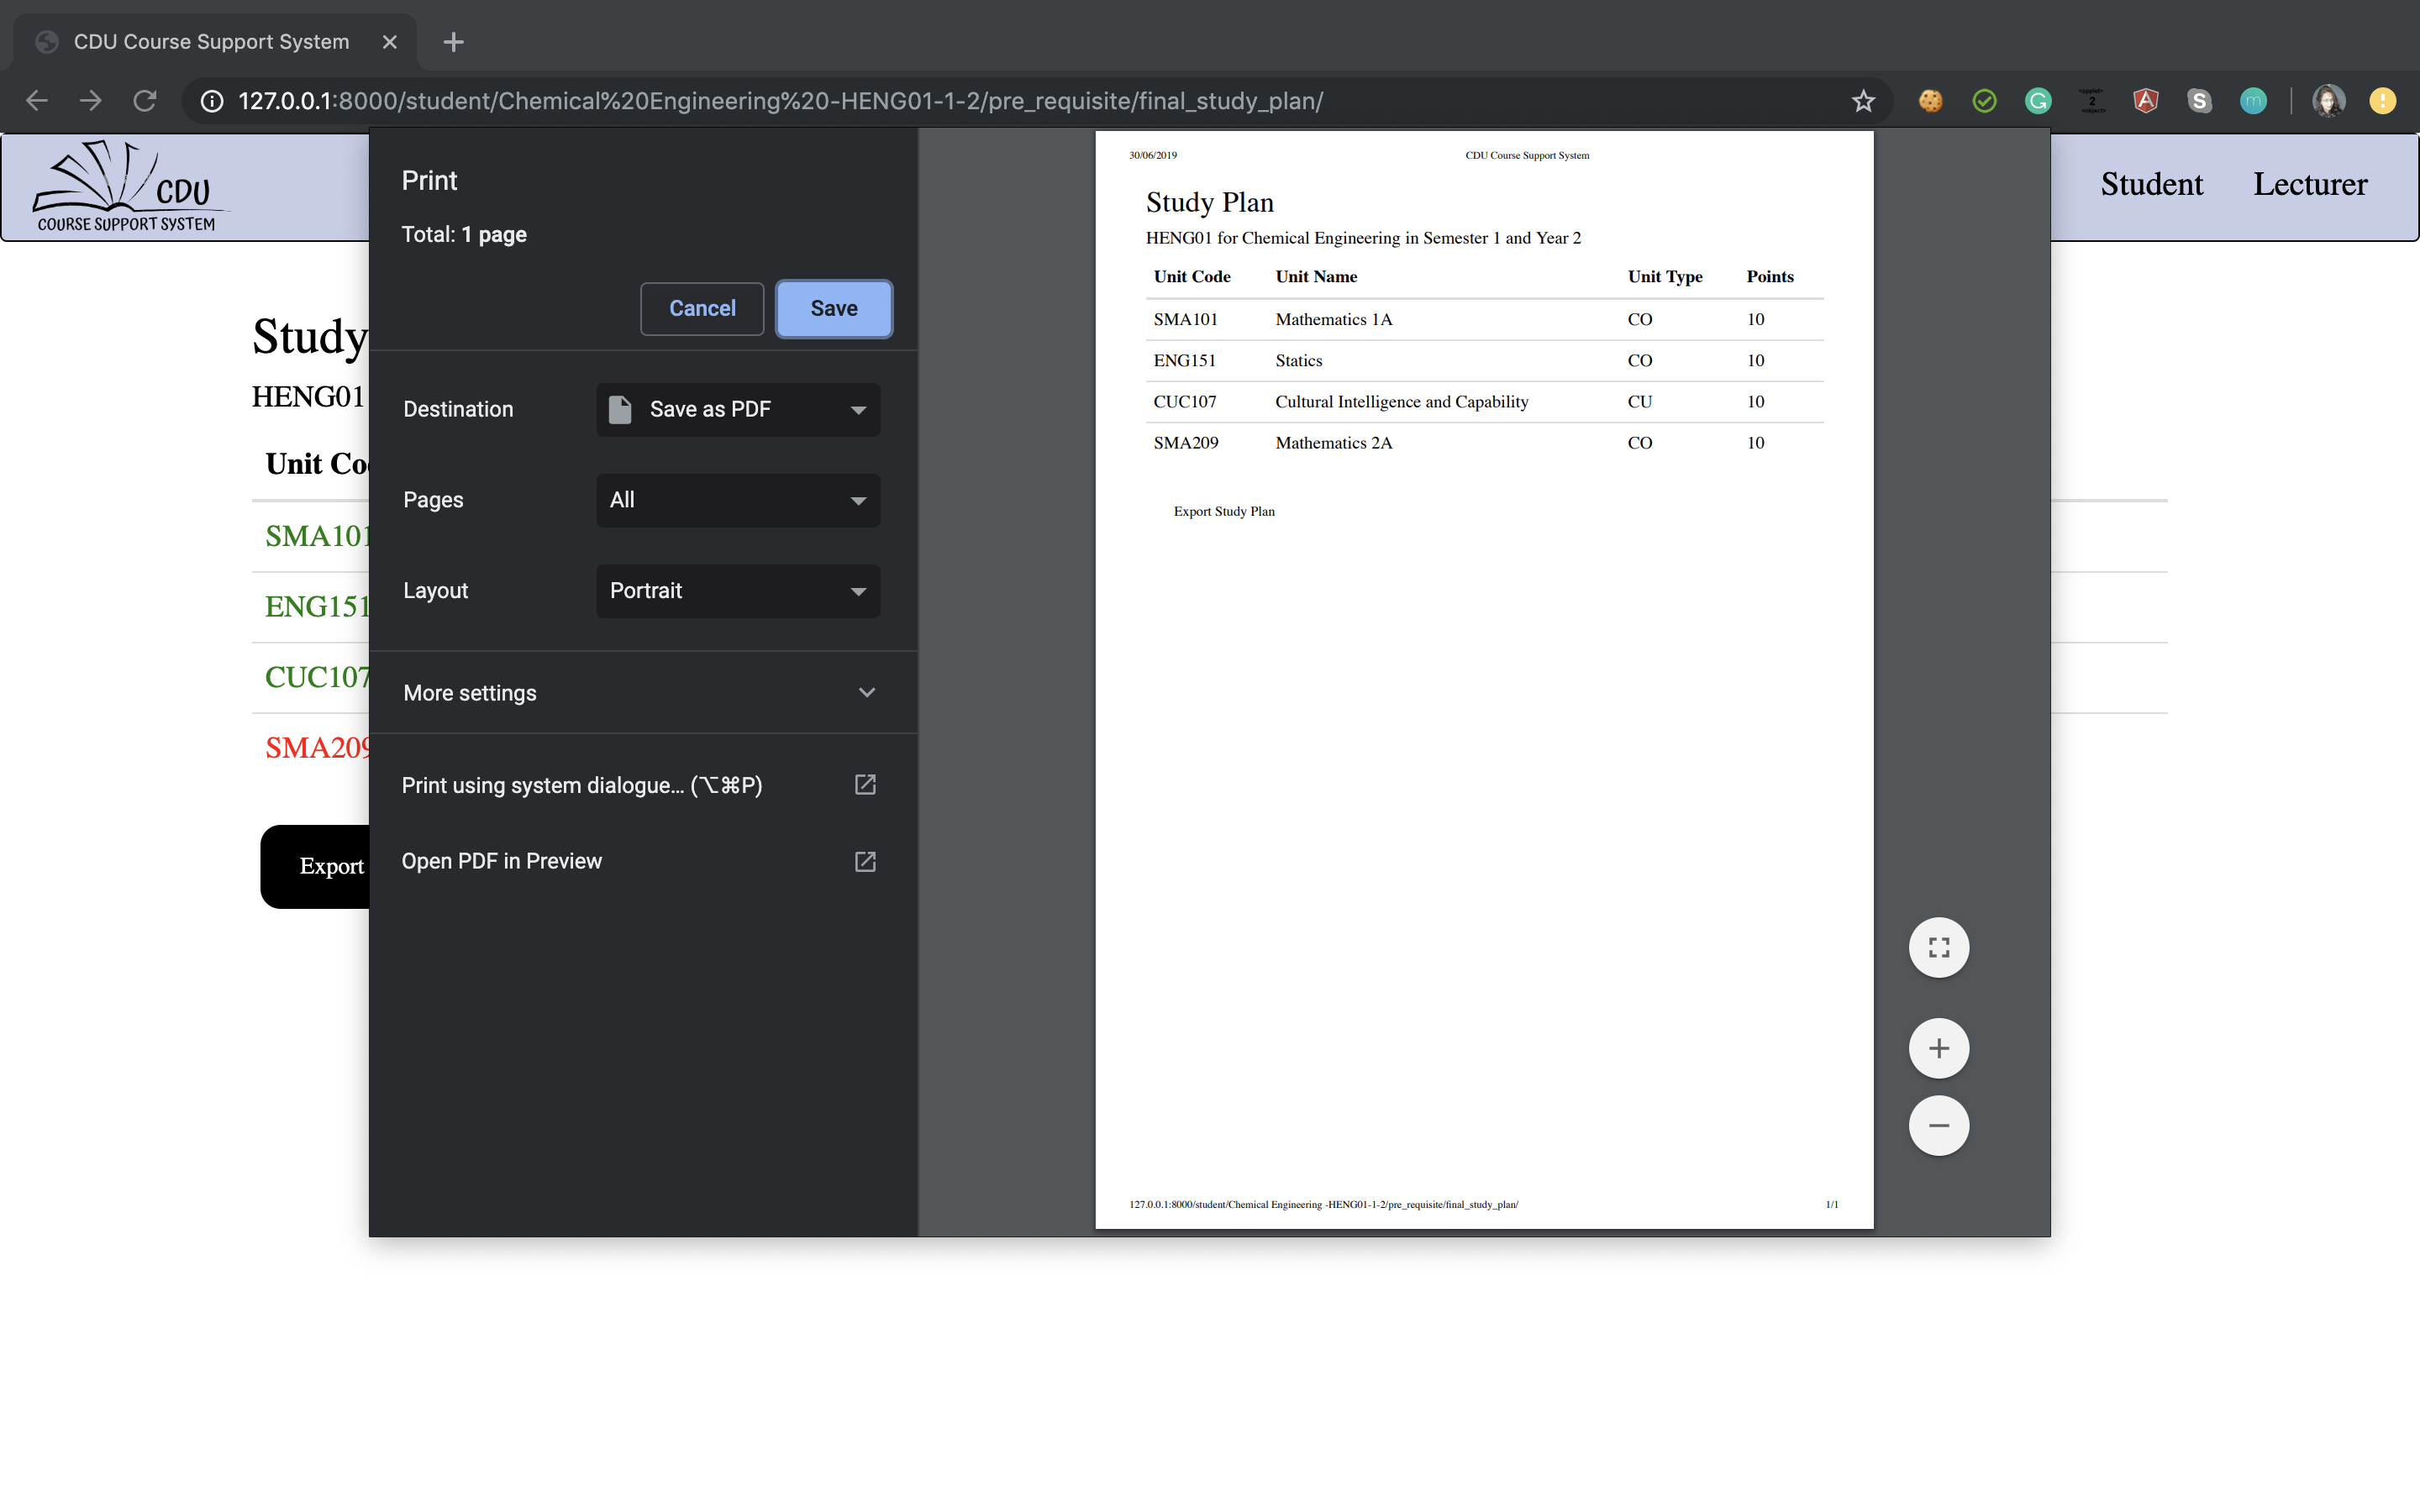 CDU Course Support System
127.0.0.1:8000/student/Chemical%20Engineering%20-HENG01-1-2/pre_requisite/final_study_plan/
CDU
COURSE SUPPORT SYSTEM
Student Lecturer
Study
HENG01
Unit Co
SMA101
ENG151
CUC107
SMA209
Export
Print
Total: 1 page
Cancel Save
Destination Save as PDF
Pages All
Layout Portrait
More settings
Print using system dialogue... (⌥⌘P)
Open PDF in Preview
30/06/2019 CDU Course Support System
Study Plan
HENG01 for Chemical Engineering in Semester 1 and Year 2
Unit Code Unit Name Unit Type Points
SMA101 Mathematics 1A CO 10
ENG151 Statics CO 10
CUC107 Cultural Intelligence and Capability CU 10
SMA209 Mathematics 2A CO 10
Export Study Plan
127.0.0.1:8000/student/Chemical Engineering -HENG01-1-2/pre_requisite/final_study_plan/ 1/1